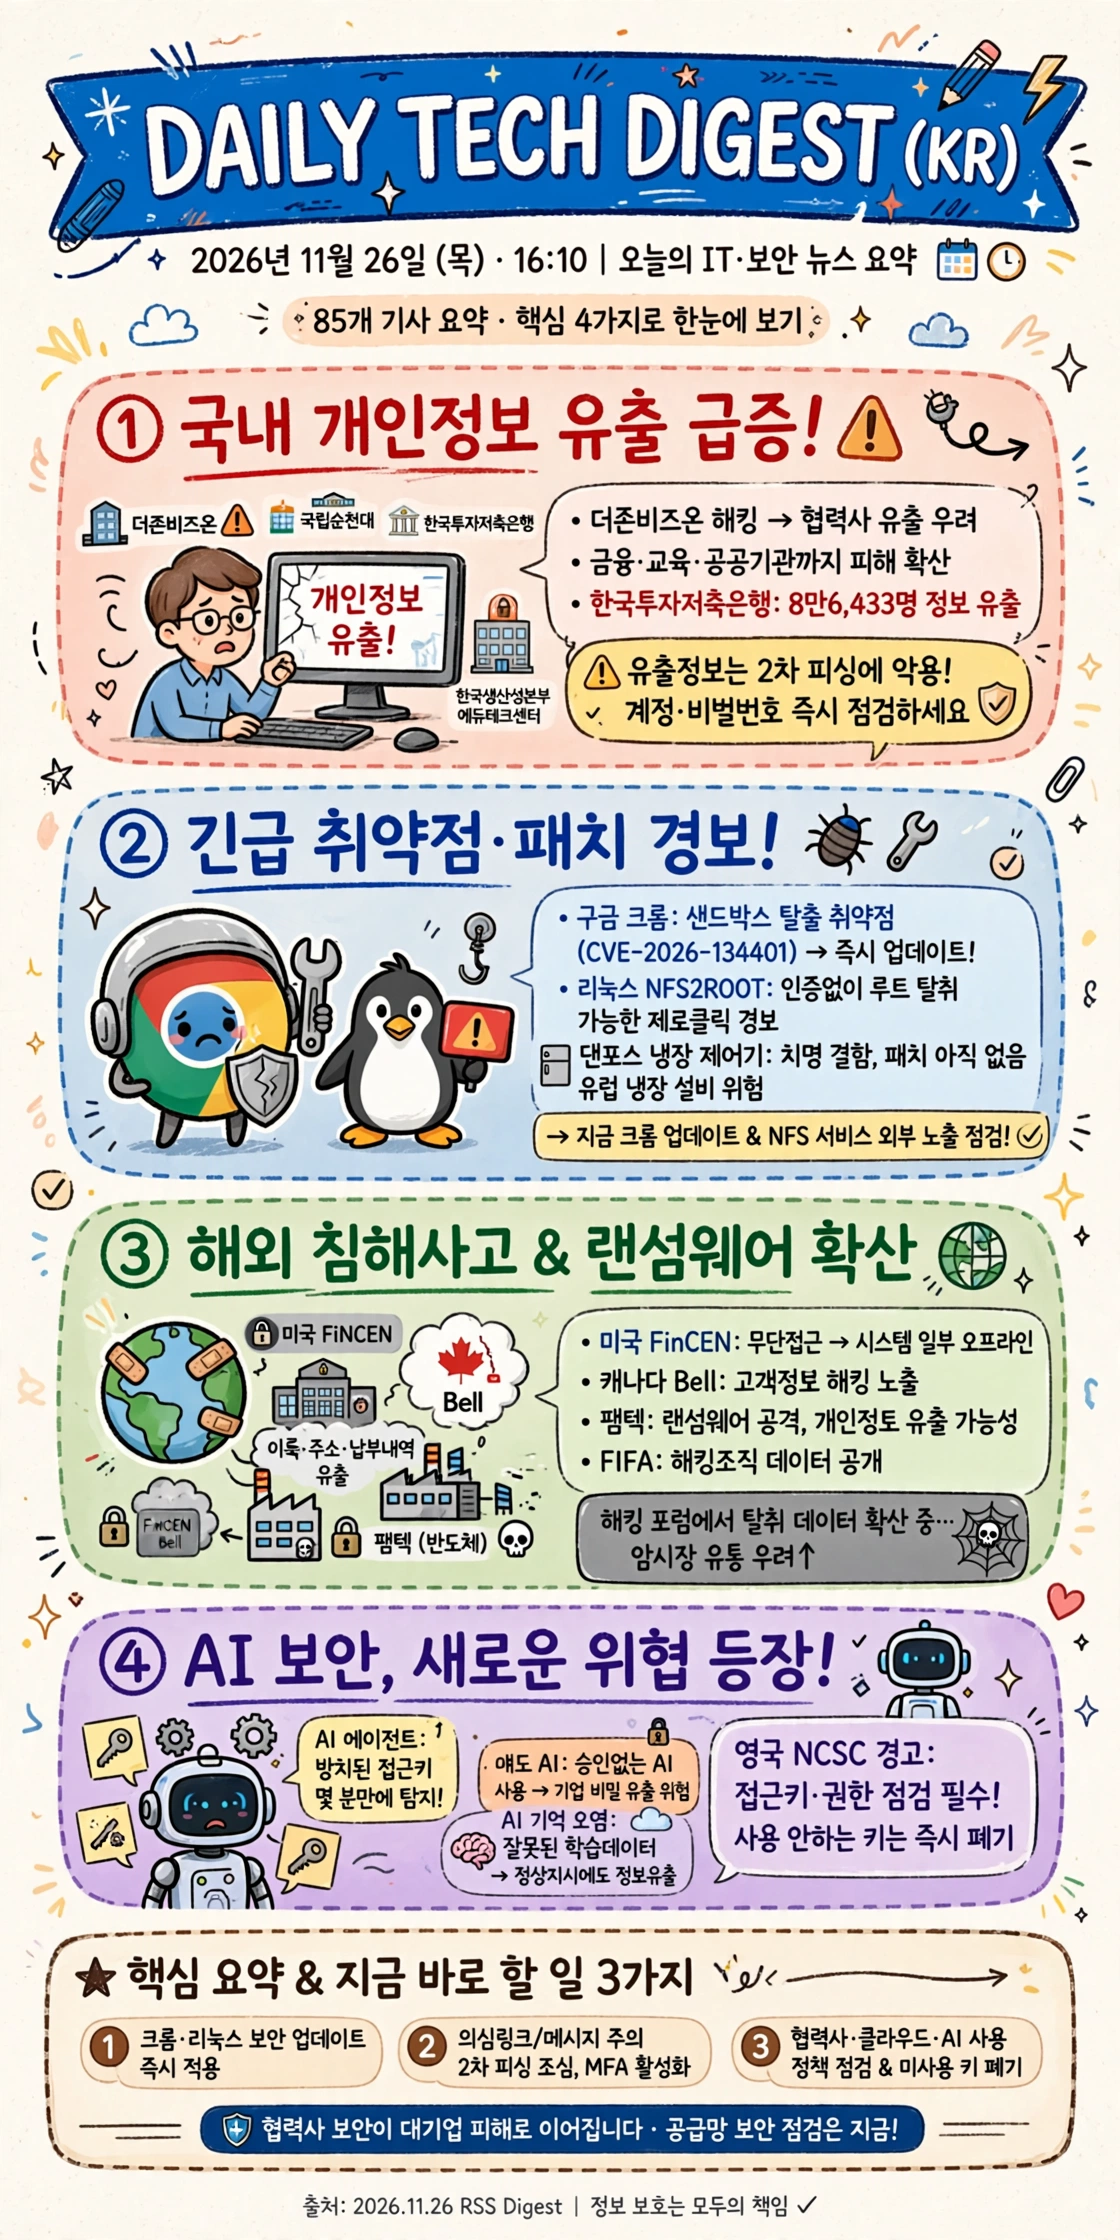 DAILY TECH DIGEST (KR)
2026년 11월 26일 (목) · 16:10 | 오늘의 IT·보안 뉴스 요약
85개 기사 요약 · 핵심 4가지로 한눈에 보기
① 국내 개인정보 유출 급증!
더존비즈온
국립순천대
한국투자저축은행
개인정보
유출!
한국생산성본부
에듀테크센터
• 더존비즈온 해킹 → 협력사 유출 우려
• 금융·교육·공공기관까지 피해 확산
• 한국투자저축은행: 8만6,433명 정보 유출
유출정보는 2차 피싱에 악용!
계정·비벌번호 즉시 점검하세요
② 긴급 취약점·패치 경보!
• 구금 크롬: 샌드박스 탈출 취약점
(CVE-2026-134401) → 즉시 업데이트!
• 리눅스 NFS2ROOT: 인증없이 루트 탈취
가능한 제로클릭 경보
댄포스 냉장 제어기: 치명 결함, 패치 아직 없음
유럽 냉장 설비 위험
→ 지금 크롬 업데이트 & NFS 서비스 외부 노출 점검!
③ 해외 침해사고 & 랜섬웨어 확산
미국 FiNCEN
Bell
이룩·주소·납부내역
유출
FiNCEN
Bell
팸텍 (반도체)
• 미국 FinCEN: 무단접근 → 시스템 일부 오프라인
• 캐나다 Bell: 고객정보 해킹 노출
• 팸텍: 랜섬웨어 공격, 개인정토 유출 가능성
• FIFA: 해킹조직 데이터 공개
해킹 포럼에서 탈취 데이터 확산 중…
암시장 유통 우려↑
④ AI 보안, 새로운 위협 등장!
AI 에이전트:
방치된 접근키
몇 분만에 탐지!
얘도 AI: 승인없는 AI
사용 → 기업 비밀 유출 위험
AI 기억 오염:
잘못된 학습데이터
→ 정상지시에도 정보유출
영국 NCSC 경고:
접근키·권한 점검 필수!
사용 안하는 키는 즉시 폐기
핵심 요약 & 지금 바로 할 일 3가지
1 크롬·리눅스 보안 업데이트
즉시 적용
2 의심링크/메시지 주의
2차 피싱 조심, MFA 활성화
3 협력사·클라우드·AI 사용
정책 점검 & 미사용 키 폐기
협력사 보안이 대기업 피해로 이어집니다 · 공급망 보안 점검은 지금!
출처: 2026.11.26 RSS Digest | 정보 보호는 모두의 책임 ✓